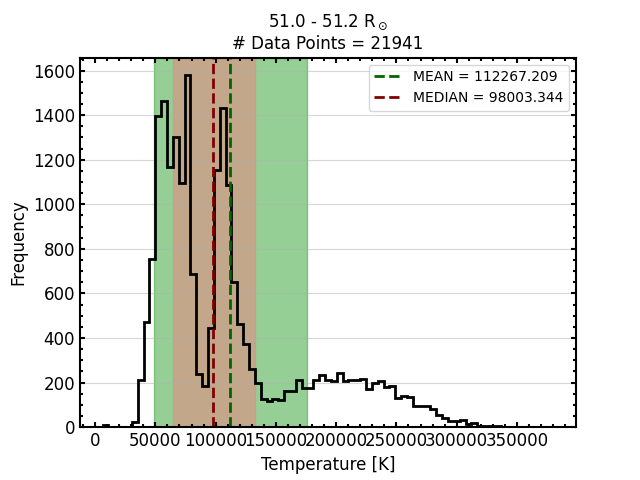 51.0 - 51.2 R⊙
# Data Points = 21941
MEAN = 112267.209
MEDIAN = 98003.344
Frequency
1600
1400
1200
1000
800
600
400
200
0
0 50000 100000 150000 200000 250000 300000 350000
Temperature [K]